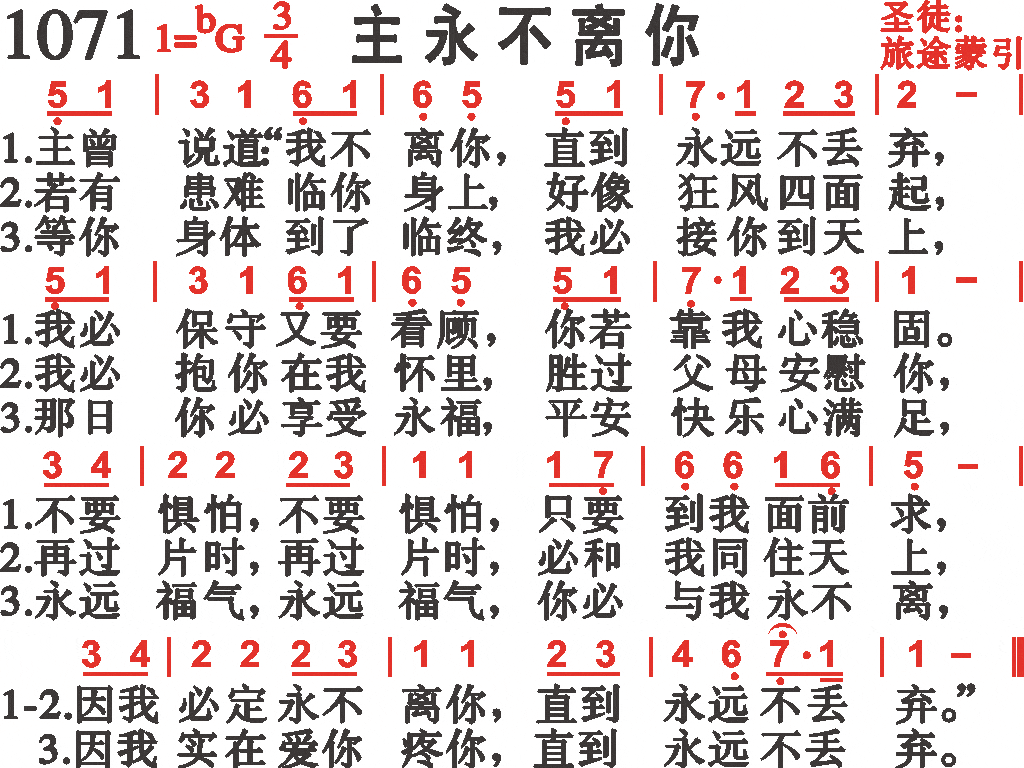 1071 1=ᵇG 3/4 主永不离你 圣徒：
旅途蒙引
5̣ 1 | 3 1 6̣ 1 | 6̣ 5̣ 5̣ 1 | 7̣ · 1 2 3 | 2 － |
1.主曾 说道：“我不 离你，直到 永远不丢弃，
2.若有 患难临你 身上，好像 狂风四面起，
3.等你 身体到了 临终，我必 接你到天上，
5̣ 1 | 3 1 6̣ 1 | 6̣ 5̣ 5̣ 1 | 7̣ · 1 2 3 | 1 － |
1.我必 保守又要 看顾，你若 靠我心稳固。
2.我必 抱你在我 怀里，胜过 父母安慰你，
3.那日 你必享受 永福，平安 快乐心满足，
3 4 | 2 2 2 3 | 1 1 1 7̣ | 6̣ 6̣ 1 6̣ | 5̣ － |
1.不要 惧怕，不要 惧怕，只要 到我面前求，
2.再过 片时，再过 片时，必和 我同住天上，
3.永远 福气，永远 福气，你必 与我永不离，
3 4 | 2 2 2 3 | 1 1 2 3 | 4 6̣ 7̣ · 1 | 1 － ‖
1-2.因我 必定永不 离你，直到 永远不丢弃。”
3.因我 实在爱你 疼你，直到 永远不丢弃。